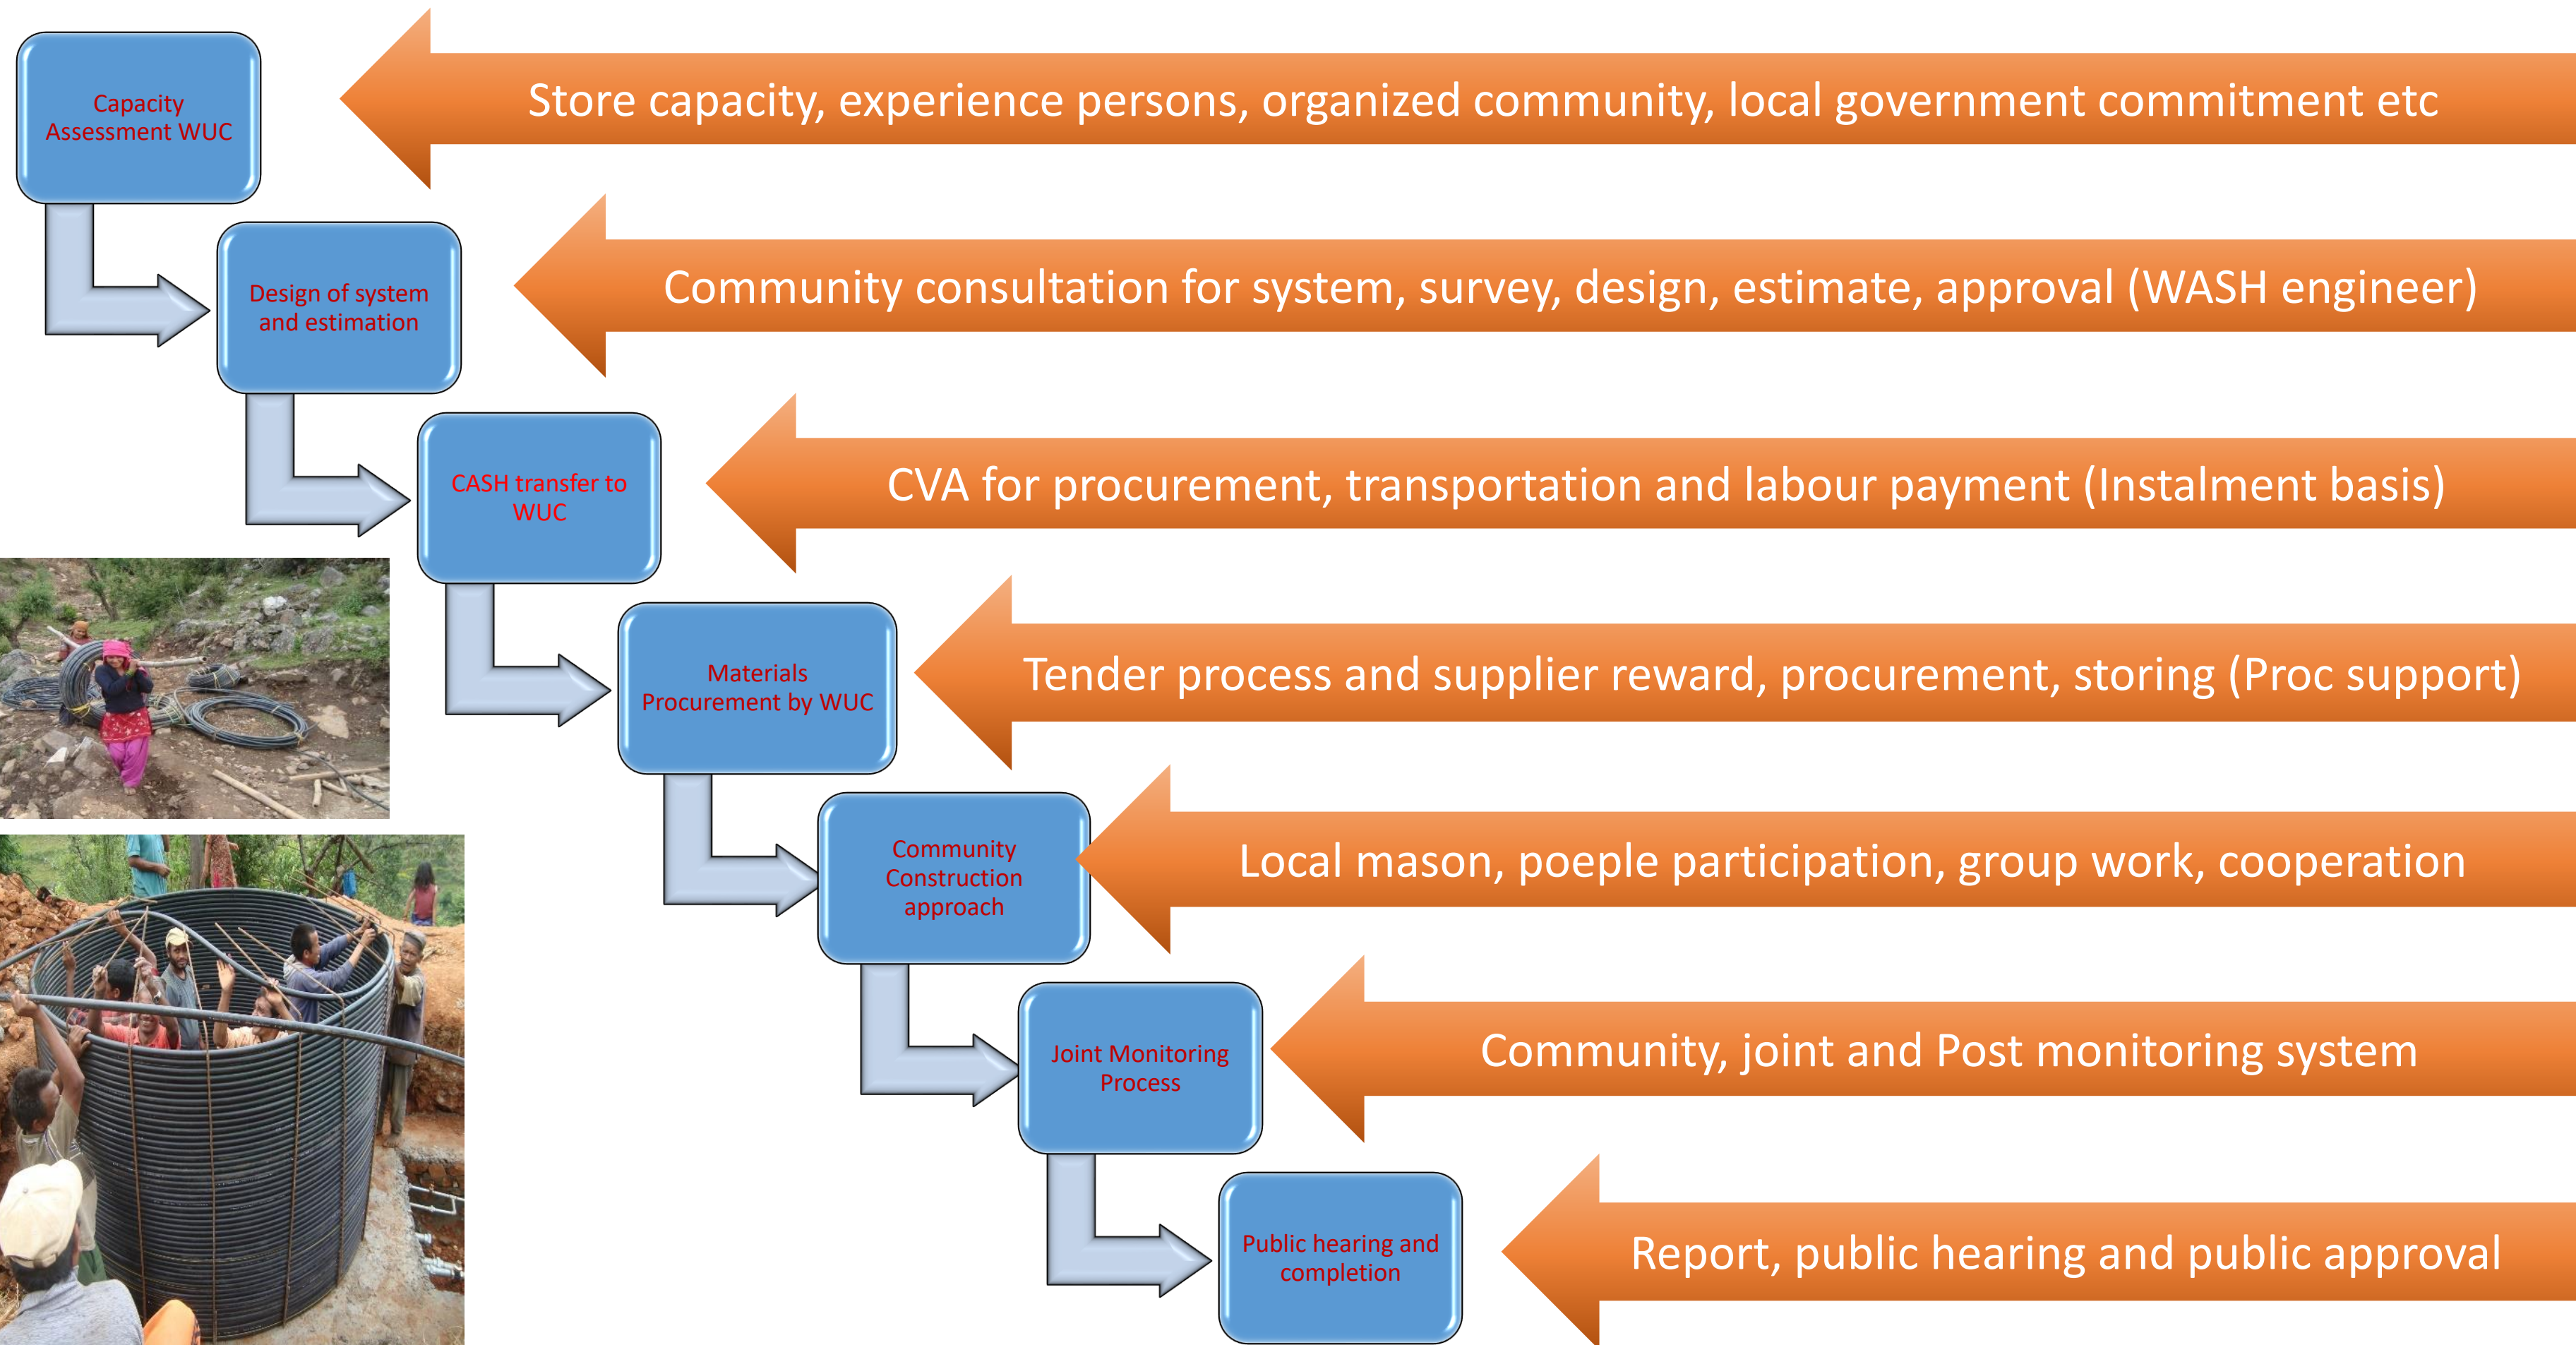 Capacity
Assessment WUC
Store capacity, experience persons, organized community, local government commitment etc
Design of system
and estimation
Community consultation for system, survey, design, estimate, approval (WASH engineer)
CASH transfer to
WUC
CVA for procurement, transportation and labour payment (Instalment basis)
Materials
Procurement by WUC
Tender process and supplier reward, procurement, storing (Proc support)
Community
Construction
approach
Local mason, poeple participation, group work, cooperation
Joint Monitoring
Process
Community, joint and Post monitoring system
Public hearing and
completion
Report, public hearing and public approval